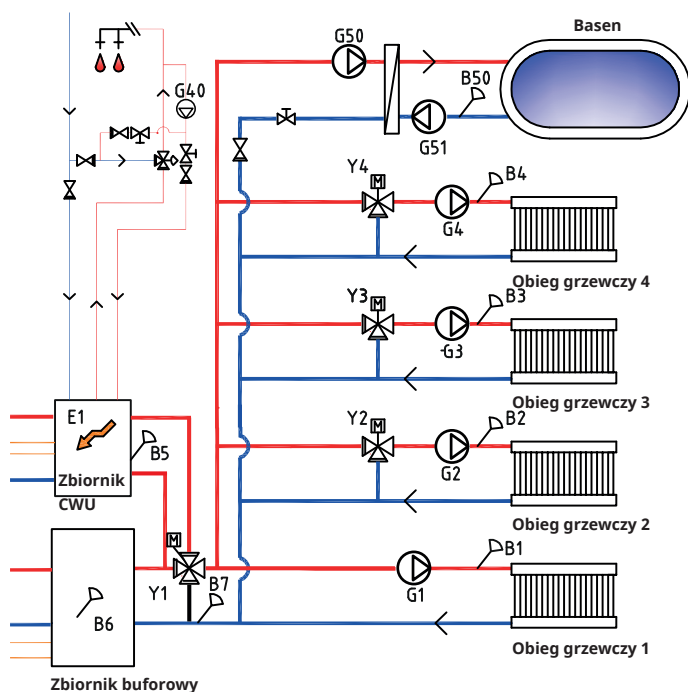 Basen
G50
B50
G51
G40
Y4
M
B4
G4
Obieg grzewczy 4
Y3
M
B3
-G3
Obieg grzewczy 3
Y2
M
B2
G2
Obieg grzewczy 2
E1
B5
Zbiornik
CWU
M
Y1
B7
B1
G1
B6
Obieg grzewczy 1
Zbiornik buforowy